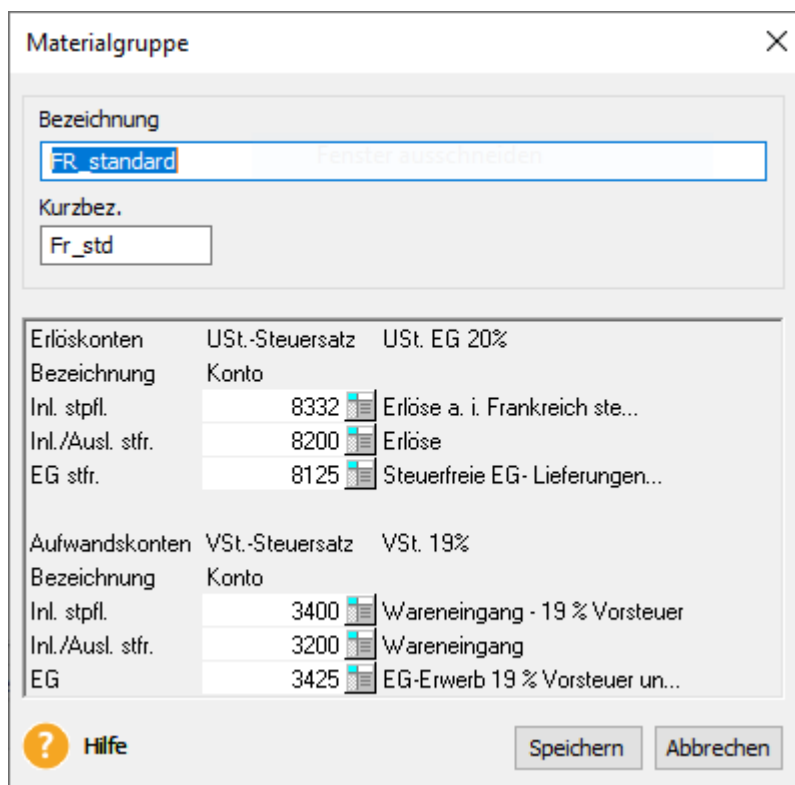 Materialgruppe
Bezeichnung
FR_standard
Fenster ausschneiden
Kurzbez.
Fr_std
Erlöskonten USt.-Steuersatz USt. EG 20%
Bezeichnung Konto
Inl. stpfl. 8332 Erlöse a. i. Frankreich ste...
Inl./Ausl. stfr. 8200 Erlöse
EG stfr. 8125 Steuerfreie EG- Lieferungen...
Aufwandskonten VSt.-Steuersatz VSt. 19%
Bezeichnung Konto
Inl. stpfl. 3400 Wareneingang - 19 % Vorsteuer
Inl./Ausl. stfr. 3200 Wareneingang
EG 3425 EG-Erwerb 19 % Vorsteuer un...
? Hilfe Speichern Abbrechen